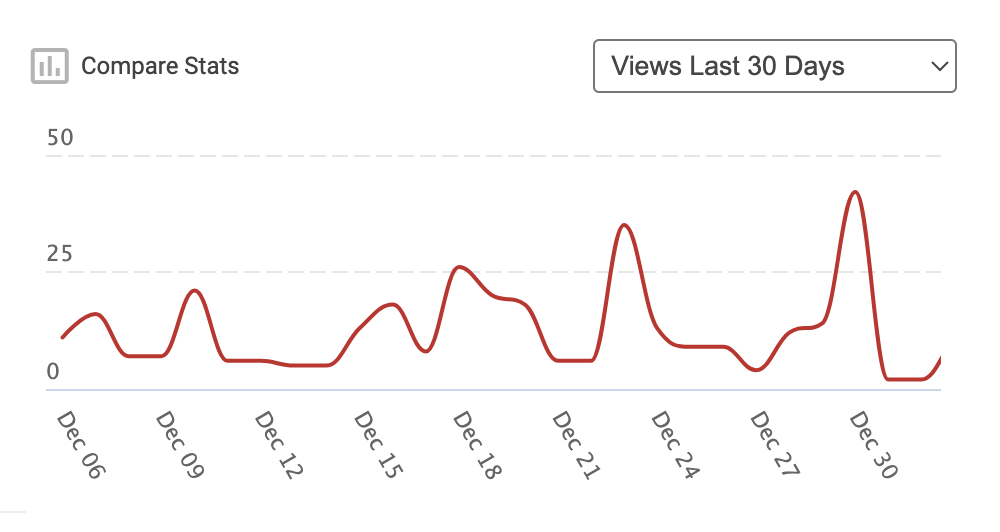 Compare Stats
Views Last 30 Days
50
25
0
Dec 06
Dec 09
Dec 12
Dec 15
Dec 18
Dec 21
Dec 24
Dec 27
Dec 30